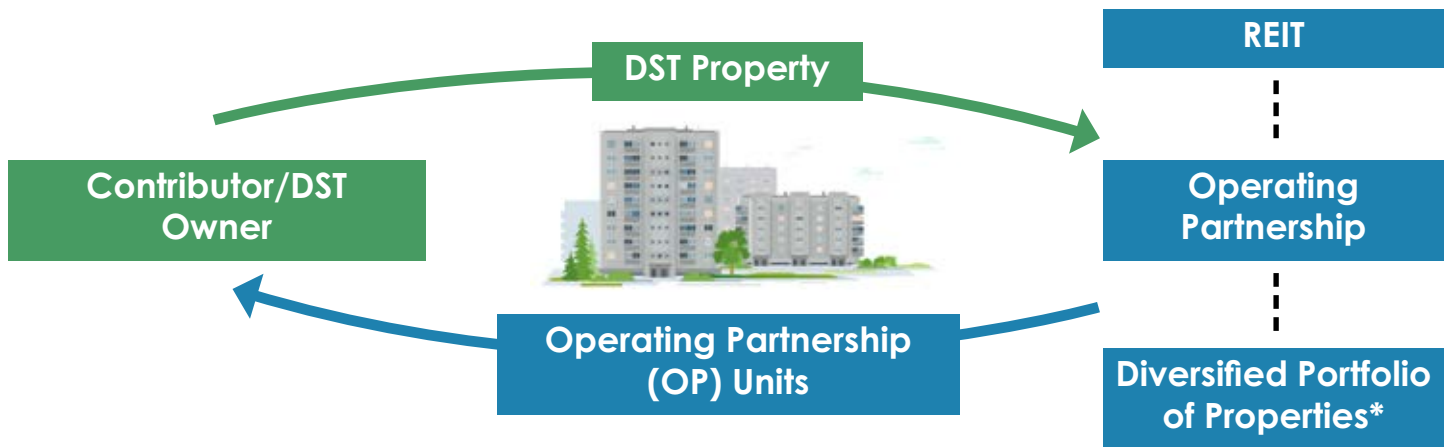 DST Property
REIT
Contributor/DST
Owner
Operating
Partnership
Operating Partnership
(OP) Units
Diversified Portfolio
of Properties*